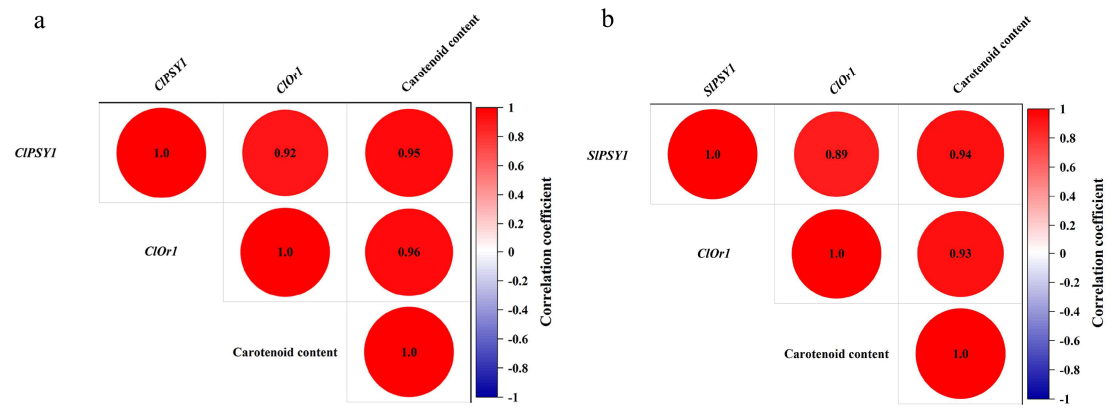 a
ClPSY1
ClOr1
Carotenoid content
ClPSY1
1.0
0.92
0.95
ClOr1
1.0
0.96
Carotenoid content
1.0
1
0.8
0.6
0.4
0.2
0
-0.2
-0.4
-0.6
-0.8
-1
Correlation coefficient
b
SlPSY1
ClOr1
Carotenoid content
SlPSY1
1.0
0.89
0.94
ClOr1
1.0
0.93
Carotenoid content
1.0
1
0.8
0.6
0.4
0.2
0
-0.2
-0.4
-0.6
-0.8
-1
Correlation coefficient